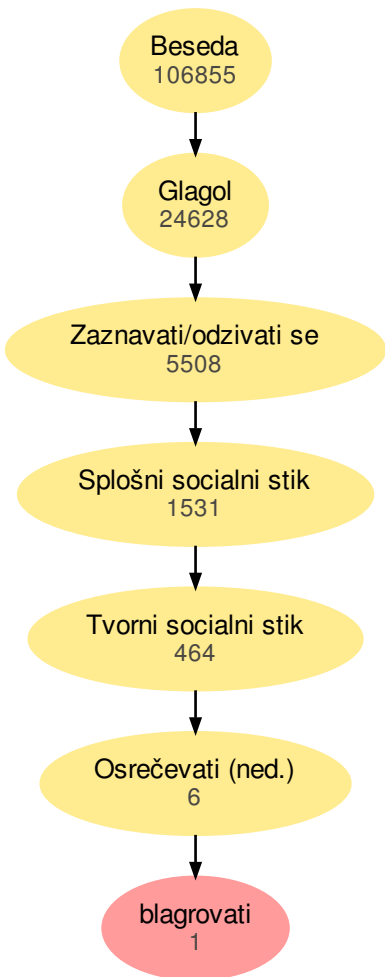 Beseda
106855
Glagol
24628
Zaznavati/odzivati se
5508
Splošni socialni stik
1531
Tvorni socialni stik
464
Osrečevati (ned.)
6
blagrovati
1